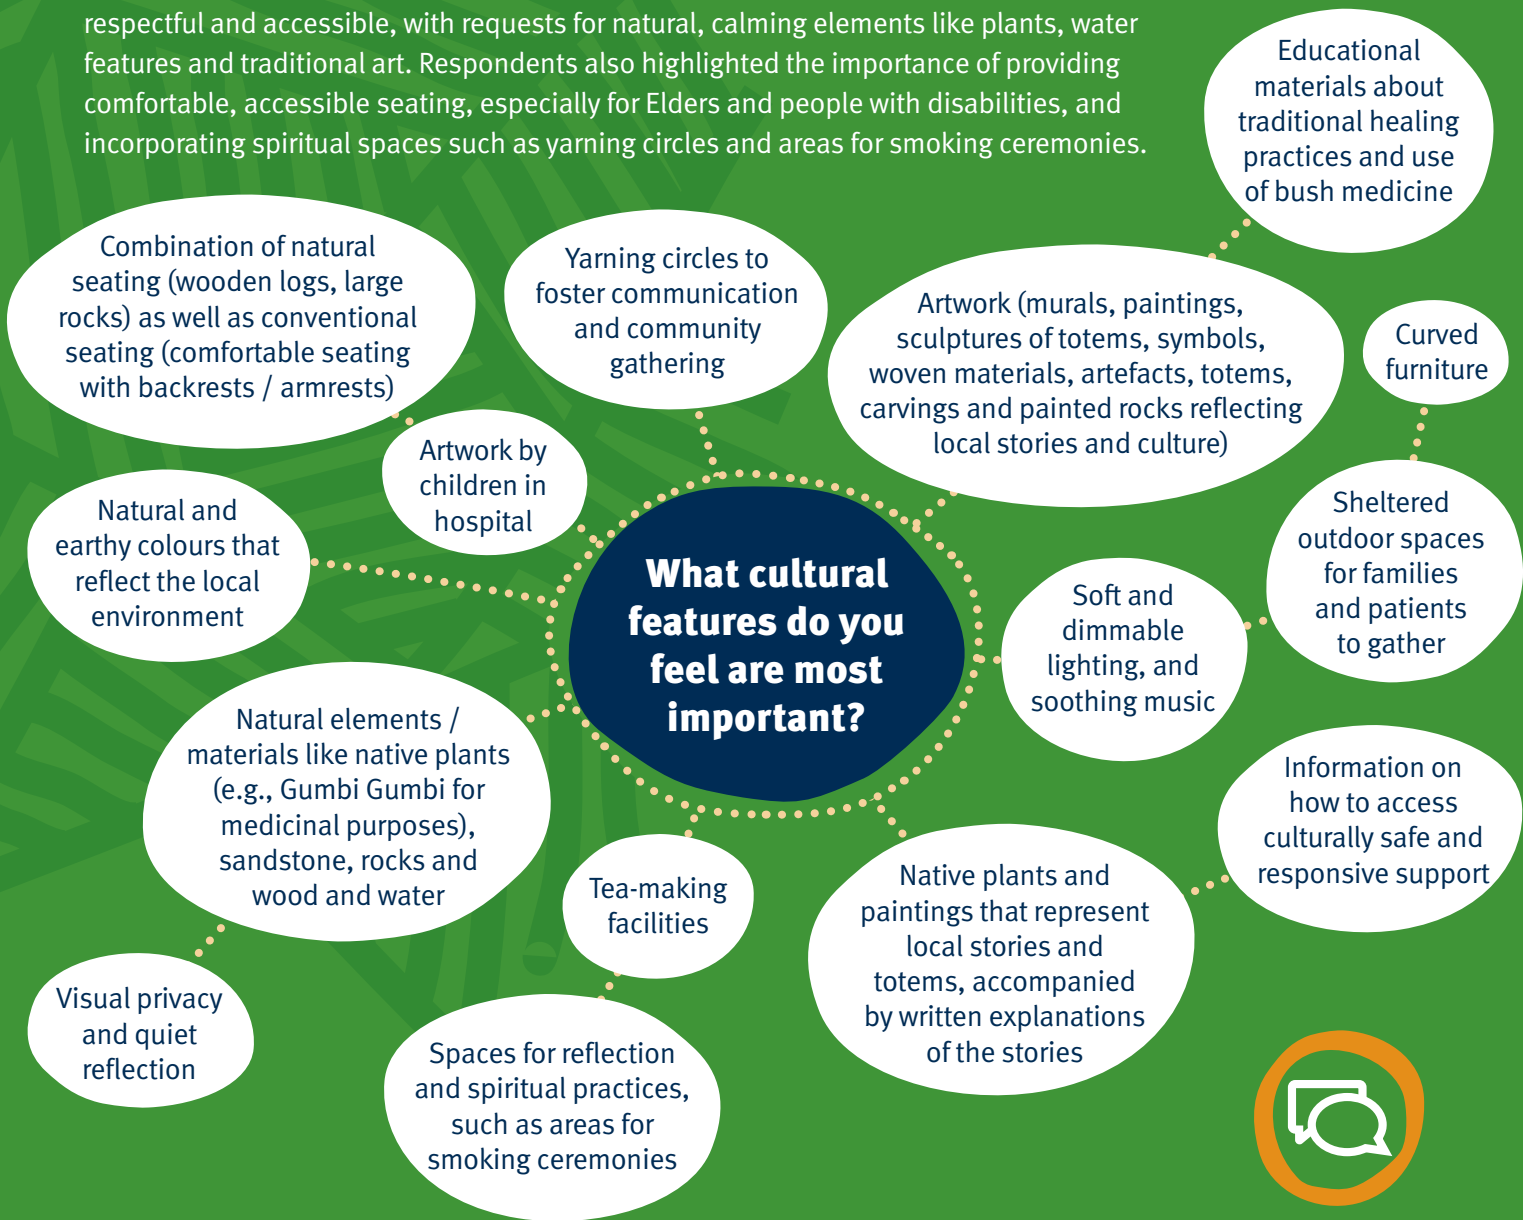 respectful and accessible, with requests for natural, calming elements like plants, water
features and traditional art. Respondents also highlighted the importance of providing
comfortable, accessible seating, especially for Elders and people with disabilities, and
incorporating spiritual spaces such as yarning circles and areas for smoking ceremonies.
Educational
materials about
traditional healing
practices and use
of bush medicine
Combination of natural
seating (wooden logs, large
rocks) as well as conventional
seating (comfortable seating
with backrests / armrests)
Yarning circles to
foster communication
and community
gathering
Artwork (murals, paintings,
sculptures of totems, symbols,
woven materials, artefacts, totems,
carvings and painted rocks reflecting
local stories and culture)
Curved
furniture
Artwork by
children in
hospital
Natural and
earthy colours that
reflect the local
environment
Sheltered
outdoor spaces
for families
and patients
to gather
What cultural
features do you
feel are most
important?
Soft and
dimmable
lighting, and
soothing music
Natural elements /
materials like native plants
(e.g., Gumbi Gumbi for
medicinal purposes),
sandstone, rocks and
wood and water
Information on
how to access
culturally safe and
responsive support
Tea-making
facilities
Native plants and
paintings that represent
local stories and
totems, accompanied
by written explanations
of the stories
Visual privacy
and quiet
reflection
Spaces for reflection
and spiritual practices,
such as areas for
smoking ceremonies